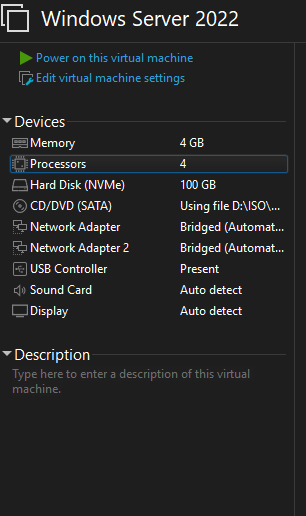 Windows Server 2022
Power on this virtual machine
Edit virtual machine settings
Devices
Memory 4 GB
Processors 4
Hard Disk (NVMe) 100 GB
CD/DVD (SATA) Using file D:\ISO\...
Network Adapter Bridged (Automat...
Network Adapter 2 Bridged (Automat...
USB Controller Present
Sound Card Auto detect
Display Auto detect
Description
Type here to enter a description of this virtual
machine.